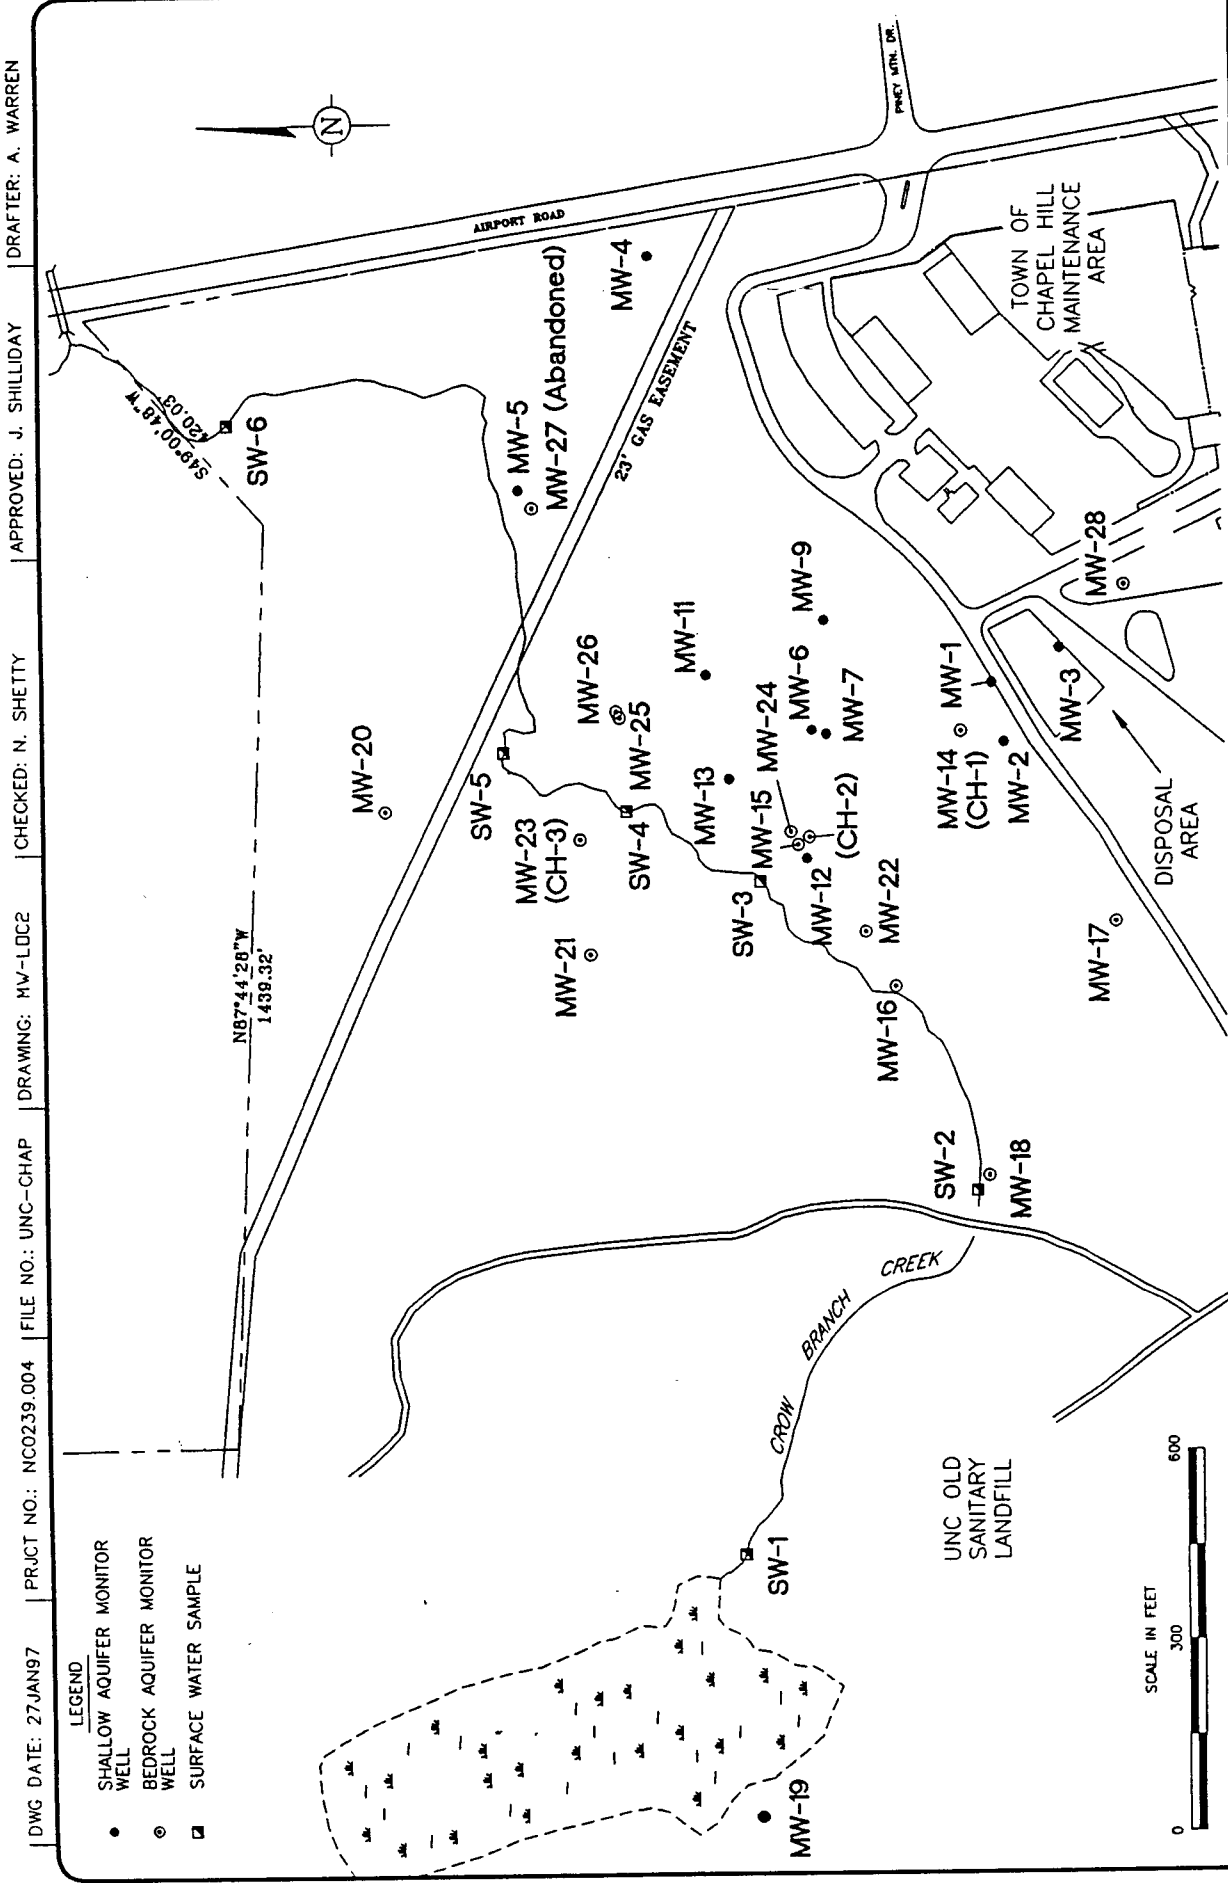 DWG DATE: 27JAN97 | PRJCT NO.: NC0239.004 | FILE NO.: UNC-CHAP | DRAWING: MW-LOC2 | CHECKED: N. SHETTY | APPROVED: J. SHILLIDAY | DRAFTER: A. WARREN
LEGEND
SHALLOW AQUIFER MONITOR
WELL
BEDROCK AQUIFER MONITOR
WELL
SURFACE WATER SAMPLE
N
N87°44'28"W
1439.32'
S49°00'48"W
420.03'
SW-6
AIRPORT ROAD
PINEY MTN. DR.
MW-20
MW-5
MW-27 (Abandoned)
MW-4
23' GAS EASEMENT
SW-5
MW-23
(CH-3)
MW-21
MW-26
MW-25
SW-4
MW-11
MW-13
SW-3
MW-15
MW-24
MW-6
MW-9
MW-7
(CH-2)
MW-12
MW-22
MW-16
MW-14
(CH-1)
MW-1
MW-2
MW-3
MW-28
MW-17
DISPOSAL
AREA
TOWN OF
CHAPEL HILL
MAINTENANCE
AREA
SW-2
MW-18
CROW
BRANCH
CREEK
SW-1
MW-19
UNC OLD
SANITARY
LANDFILL
SCALE IN FEET
0
300
600